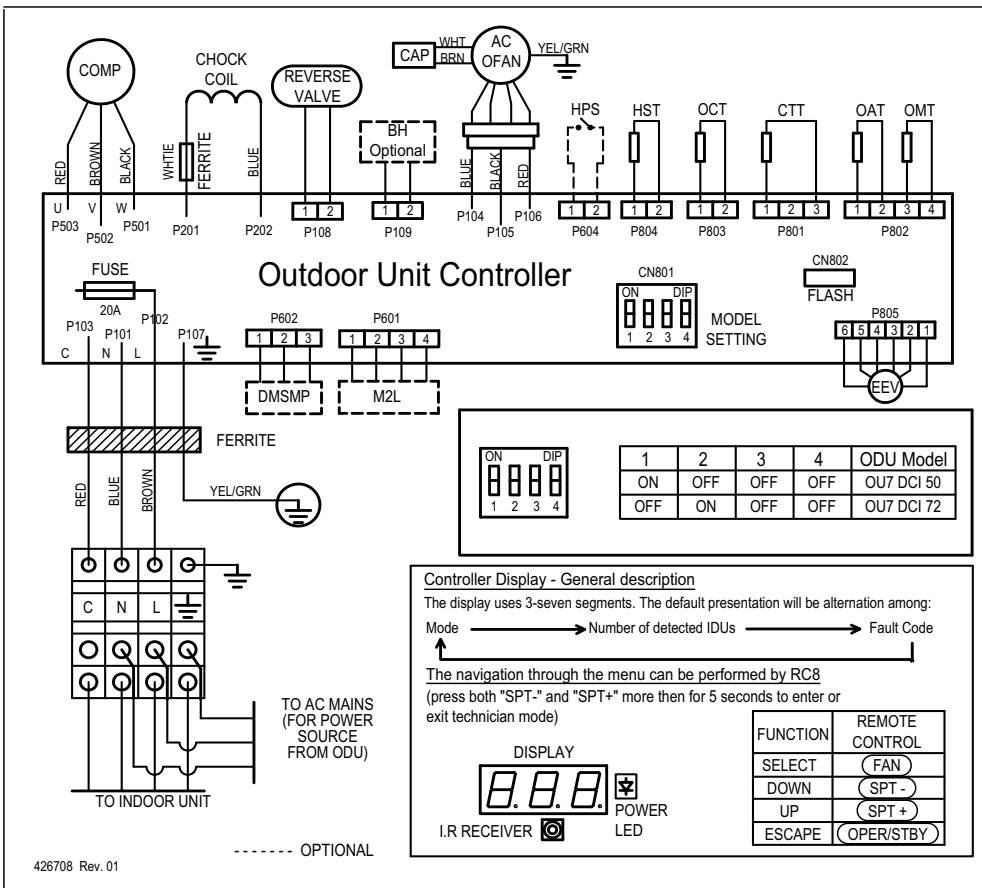 COMP
CHOCK
COIL
REVERSE
VALVE
CAP
WHT
BRN
AC
OFAN
YEL/GRN
BH
Optional
HPS
HST
OCT
CTT
OAT
OMT
RED
BROWN
BLACK
WHTIE
FERRITE
BLUE
BLUE
BLACK
RED
U
V
W
P503
P502
P501
P201
P202
1 2
P108
1 2
P109
P104
P105
P106
1 2
P604
1 2
P804
1 2
P803
1 2 3
P801
1 2 3 4
P802
FUSE
20A
Outdoor Unit Controller
CN801
ON DIP
1 2 3 4
MODEL
SETTING
CN802
FLASH
P805
6 5 4 3 2 1
EEV
P103
P101
P102
P107
C
N
L
P602
1 2 3
DMSMP
P601
1 2 3 4
M2L
FERRITE
RED
BLUE
BROWN
YEL/GRN
ON DIP
1 2 3 4
1 2 3 4 ODU Model
ON OFF OFF OFF OU7 DCI 50
OFF ON OFF OFF OU7 DCI 72
C N L
TO AC MAINS
(FOR POWER
SOURCE
FROM ODU)
TO INDOOR UNIT
------- OPTIONAL
426708 Rev. 01
Controller Display - General description
The display uses 3-seven segments. The default presentation will be alternation among:
Mode Number of detected IDUs Fault Code
The navigation through the menu can be performed by RC8
(press both "SPT-" and "SPT+" more then for 5 seconds to enter or
exit technician mode)
DISPLAY
8.8.8.
POWER
LED
I.R RECEIVER
FUNCTION REMOTE
CONTROL
SELECT FAN
DOWN SPT -
UP SPT +
ESCAPE OPER/STBY